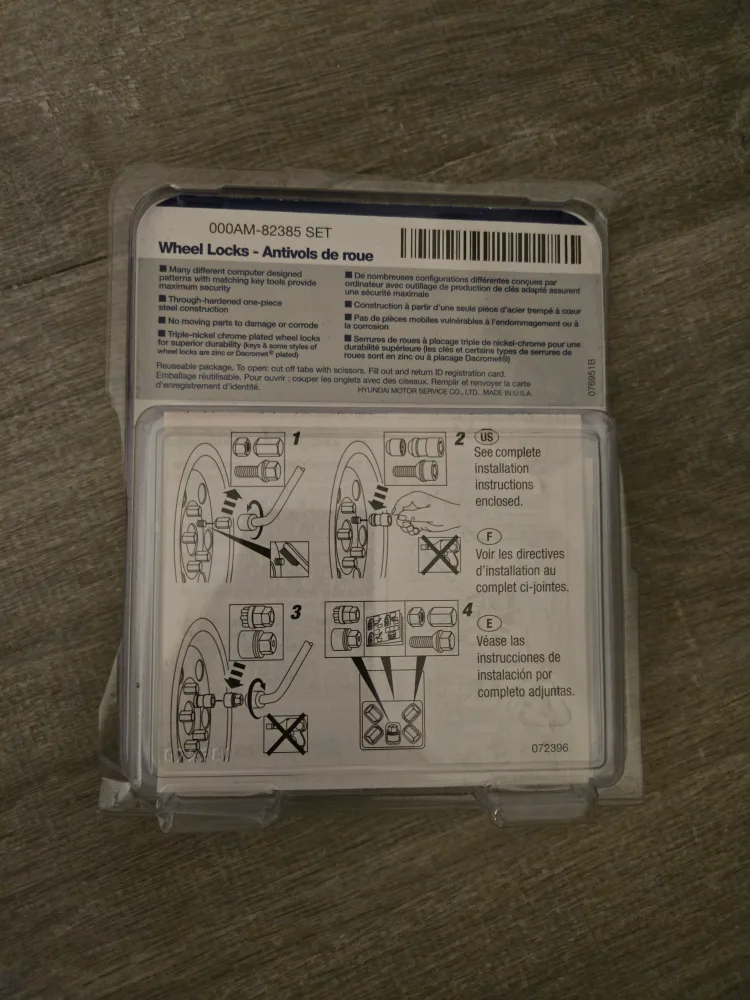 000AM-82385 SET
Wheel Locks - Antivols de roue
■ Many different computer designed
patterns with matching key tools provide
maximum security
■ Through-hardened one-piece
steel construction
■ No moving parts to damage or corrode
■ Triple-nickel chrome plated wheel locks
for superior durability (keys & some styles of
wheel locks are zinc or Dacromet® plated)
■ De nombreuses configurations différentes conçues par
ordinateur avec outillage de production de clés adapté assurent
une sécurité maximale
■ Construction à partir d'une seule pièce d'acier trempé à cœur
■ Pas de pièces mobiles vulnérables à l'endommagement ou à
la corrosion
■ Serrures de roues à placage triple de nickel-chrome pour une
durabilité supérieure (les clés et certains types de serrures de
roues sont en zinc ou à placage Dacromet®)
Reuseable package. To open: cut off tabs with scissors. Fill out and return ID registration card.
Emballage réutilisable. Pour ouvrir : couper les onglets avec des ciseaux. Remplir et renvoyer la carte
d'enregistrement d'identité.
HYUNDAI MOTOR SERVICE CO., LTD. MADE IN U.S.A.
076951B
1
2
US
See complete
installation
instructions
enclosed.
F
Voir les directives
d'installation au
complet ci-jointes.
3
4
E
Véase las
instrucciones de
instalación por
completo adjuntas.
072396